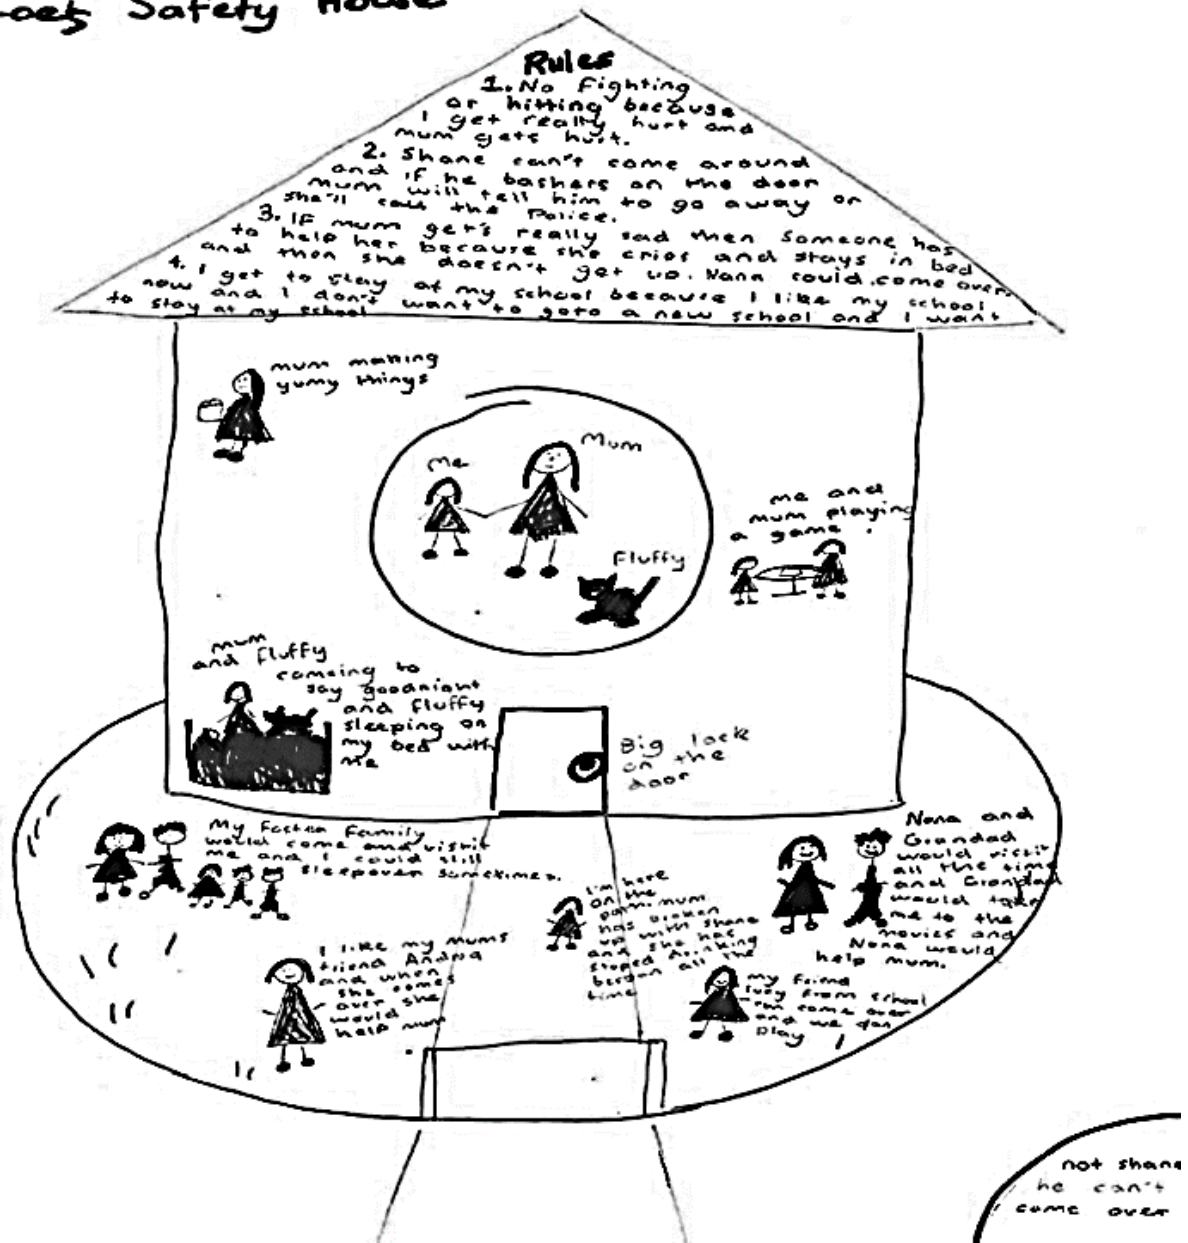 Safety House
Rules
1. No Fighting
or hitting because
I get really hurt and
mum gets hurt.
2. Shane can't come around
and if he bashers on the door
mum will tell him to go away or
she'll call the Police.
3. If mum get's really sad then someone has
to help her because she cries and stays in bed
and then she doesn't get up. Nana could come over.
4. I get to stay at my school because I like my school
now and I don't want to goto a new school and I want
to stay at my school
mum making
yumy things
Me
Mum
Fluffy
me and
mum playing
a game.
mum
and fluffy
comeing to
say goodnight
and fluffy
sleeping on
my bed with
me
Big lock
on the
door
My Foster Family
would come and visit
me and I could still
sleepover sometimes.
I'm here
on the
path. mum
has broken
up with shane
and she has
stoped drinking
all the
time
Nana and
Grandad
would visit
all the time
and Grandad
would take
me to the
movies and
Nana would
help mum.
I like my mums
friend Andrea
and when
she comes
over she
would
help mum
my friend
from school
can come over
and we can
play
not shane
he can't
come over